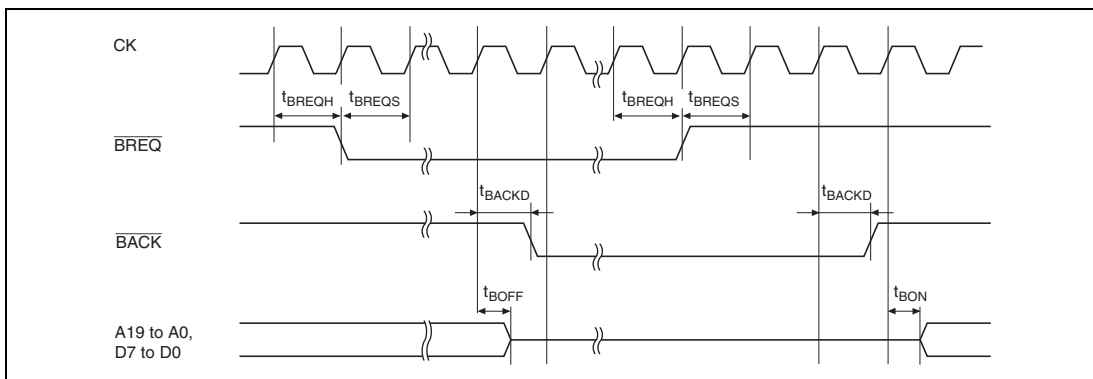 CK
tBREQH tBREQS tBREQH tBREQS
BREQ
tBACKD tBACKD
BACK
tBOFF tBON
A19 to A0,
D7 to D0